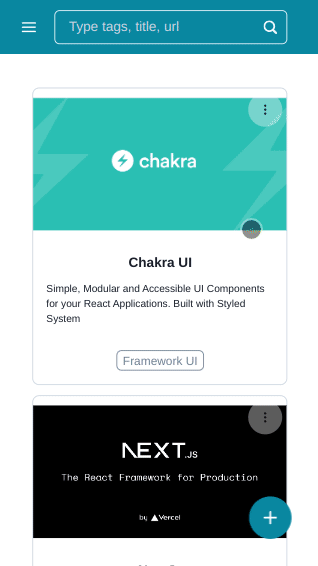 Type tags, title, url
chakra
Chakra UI
Simple, Modular and Accessible UI Components
for your React Applications. Built with Styled
System
Framework UI
NEXT.JS
The React Framework for Production
by ▲Vercel